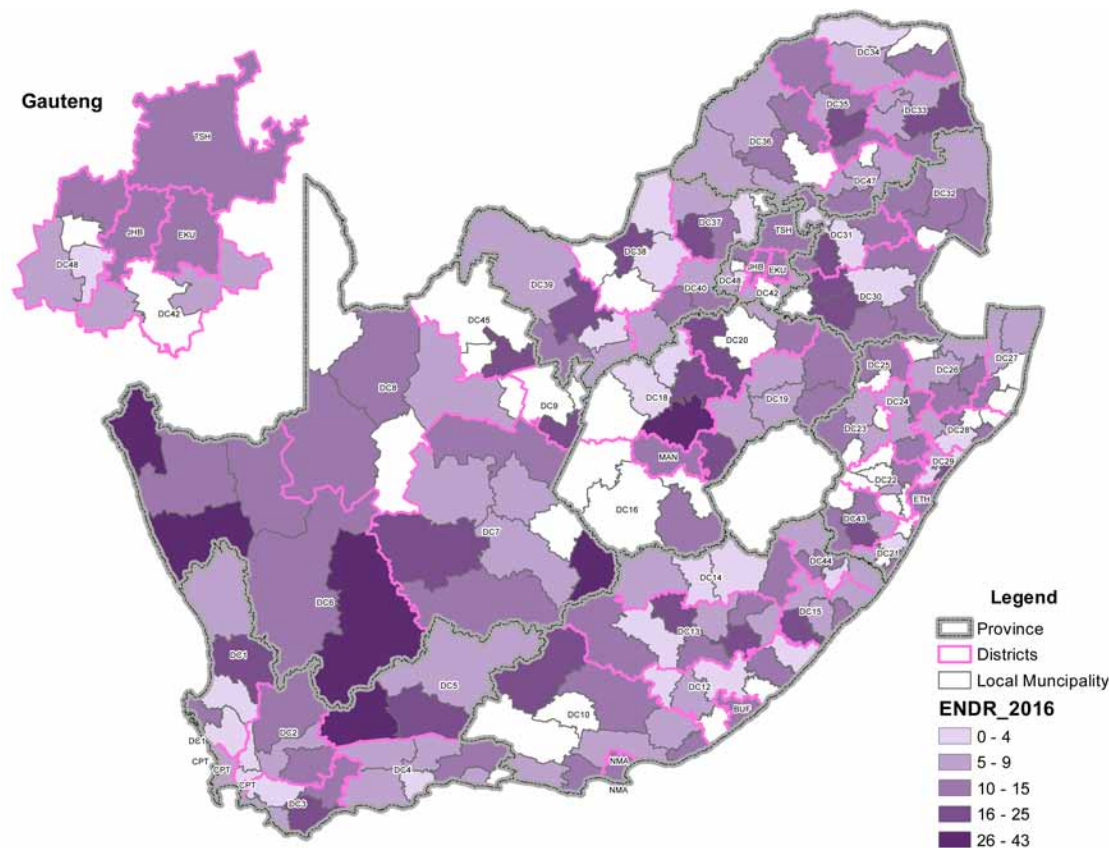 Gauteng
TSH
JHB
EKU
DC48
DC42
DC34
DC35
DC33
DC36
DC47
DC32
DC37
DC38
TSH
DC31
DC39
JHB
EKU
DC48
DC40
DC42
DC30
DC45
DC20
DC8
DC9
DC18
DC19
DC25
DC26
DC27
DC24
DC23
DC28
MAN
DC29
DC22
ETH
DC16
DC43
DC7
DC21
DC14
DC44
DC6
DC15
DC13
DC1
DC5
DC12
DC10
BUF
DC2
DC1
CPT
CPT
CPT
DC4
DC3
NMA
NMA
Legend
Province
Districts
Local Muncipality
ENDR_2016
0 - 4
5 - 9
10 - 15
16 - 25
26 - 43